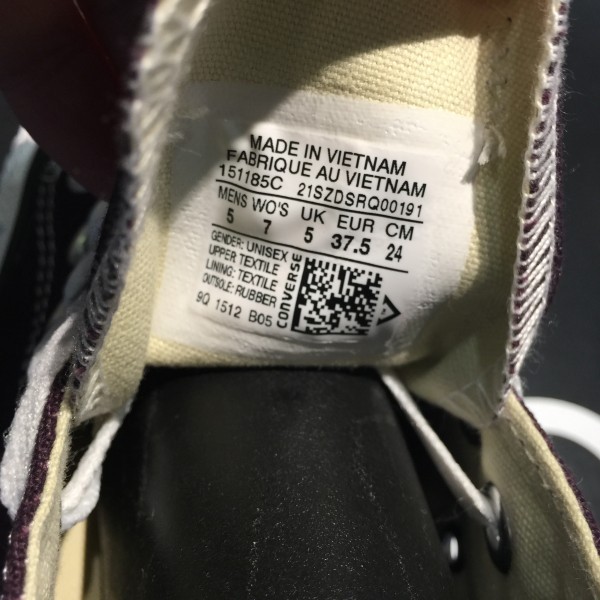 MADE IN VIETNAM
FABRIQUE AU VIETNAM
151185C 21SZDSRQ00191
MENS WO'S UK EUR CM
5 7 5 37.5 24
GENDER: UNISEX
UPPER: TEXTILE
LINING: TEXTILE
OUTSOLE: RUBBER
9Q 1512 B05
CONVERSE